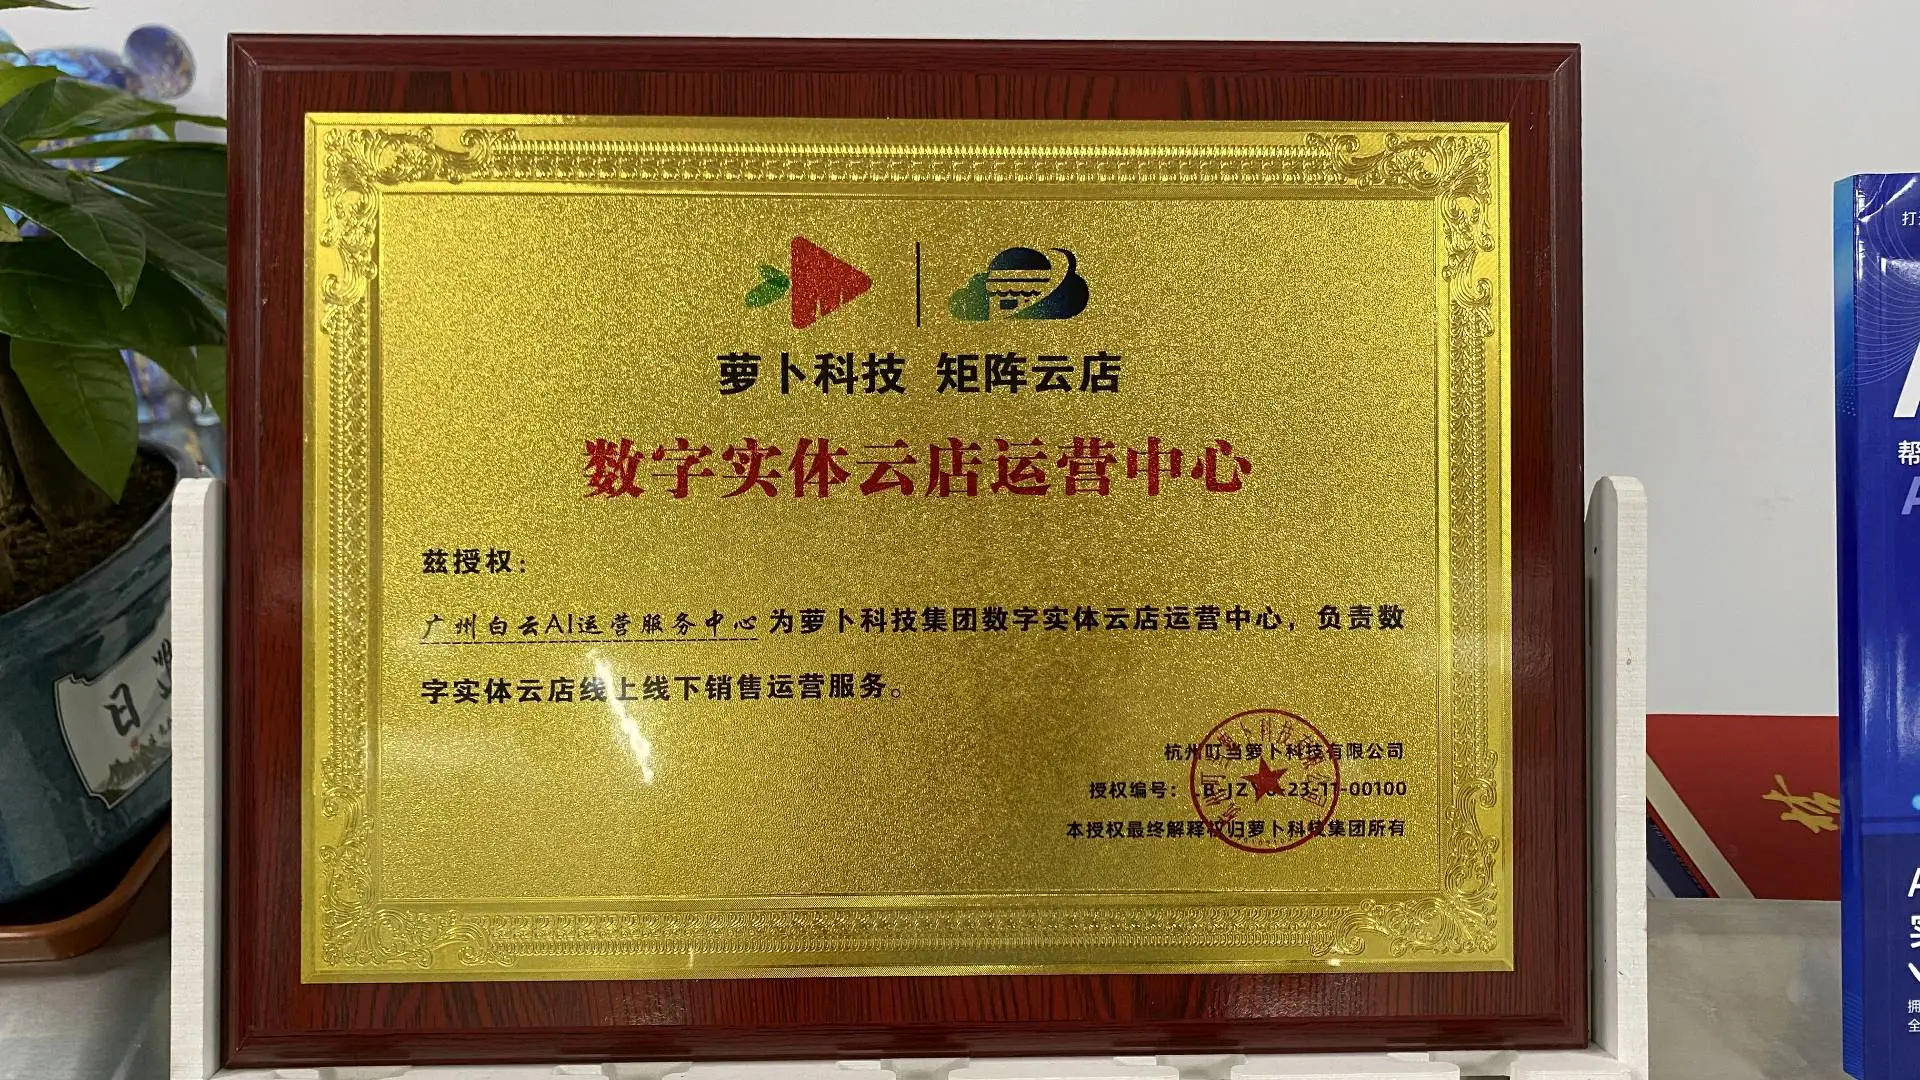 萝卜科技 矩阵云店
数字实体云店运营中心
兹授权：
广州白云AI运营服务中心为萝卜科技集团数字实体云店运营中心，负责数
字实体云店线上线下销售运营服务。
杭州叮当萝卜科技有限公司
授权编号： -23-11-00100
本授权最终解释权归萝卜科技集团所有
打
帮
A